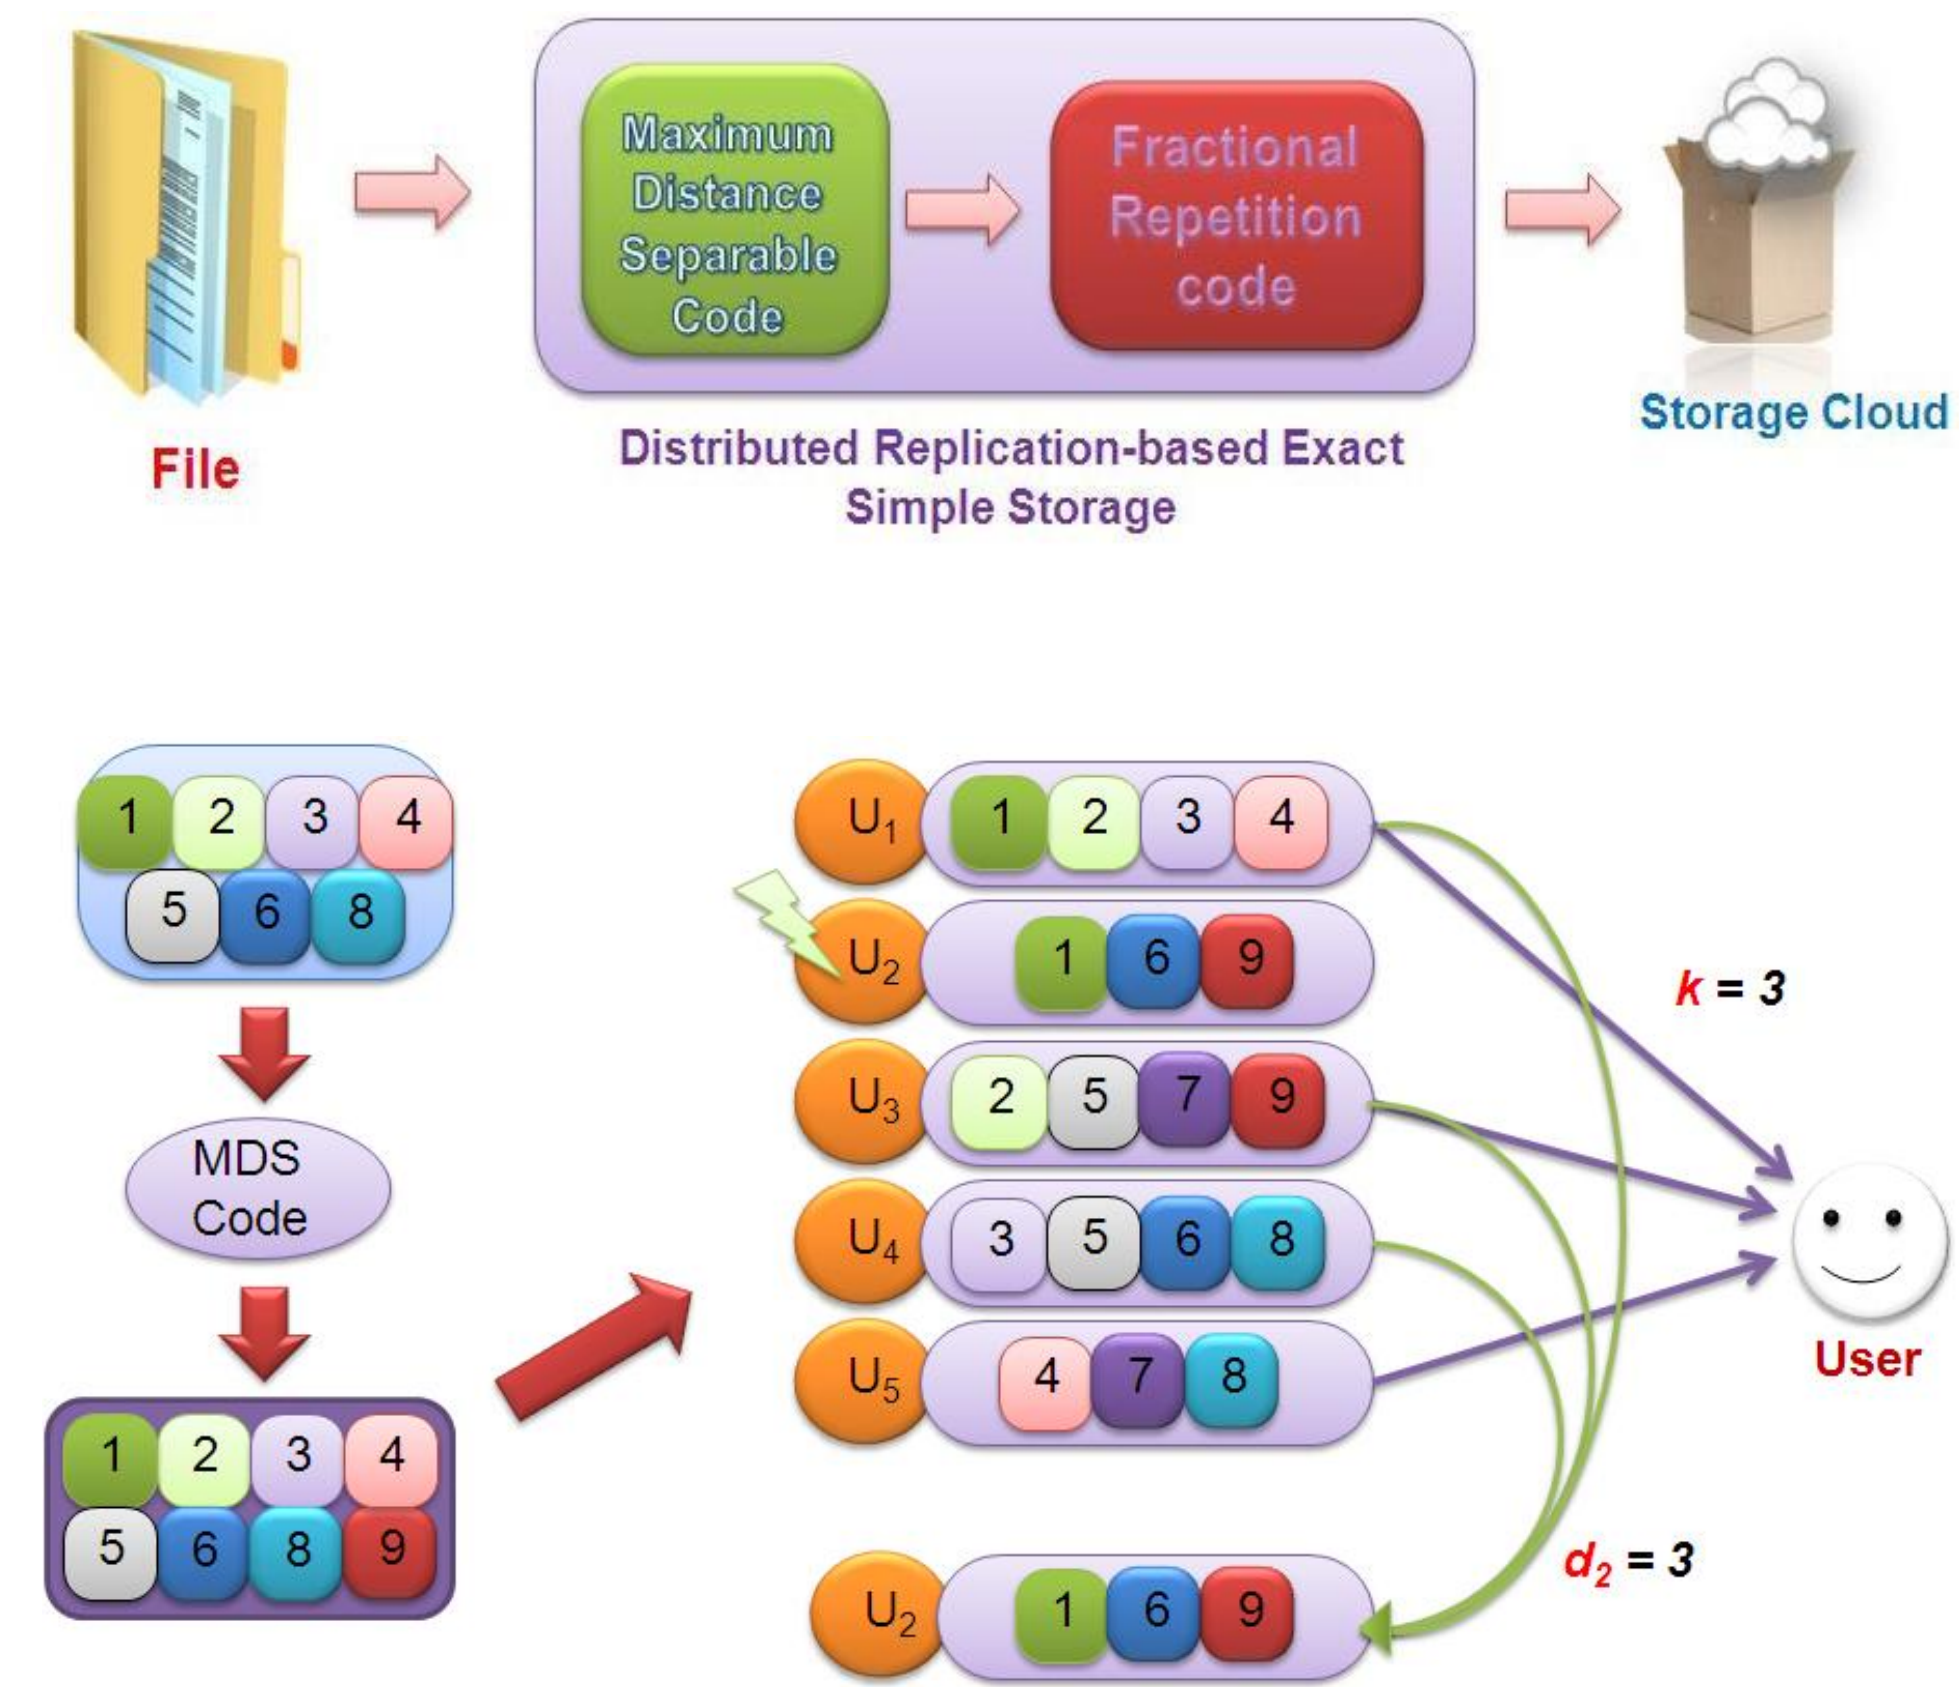 Maximum
Distance
Separable
Code
Fractional
Repetition
code
File
Distributed Replication-based Exact
Simple Storage
Storage Cloud
1 2 3 4
5 6 8
MDS
Code
1 2 3 4
5 6 8 9
U1 1 2 3 4
U2 1 6 9
U3 2 5 7 9
U4 3 5 6 8
U5 4 7 8
k = 3
User
d2 = 3
U2 1 6 9